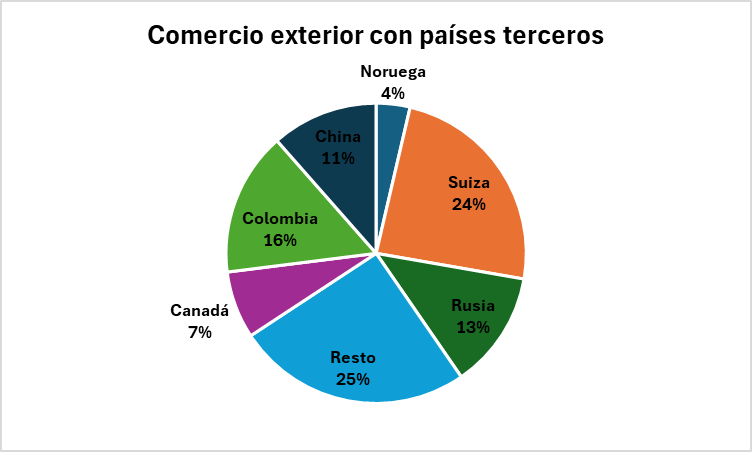 Comercio exterior con países terceros
Noruega
4%
China
11%
Suiza
24%
Colombia
16%
Rusia
13%
Canadá
7%
Resto
25%